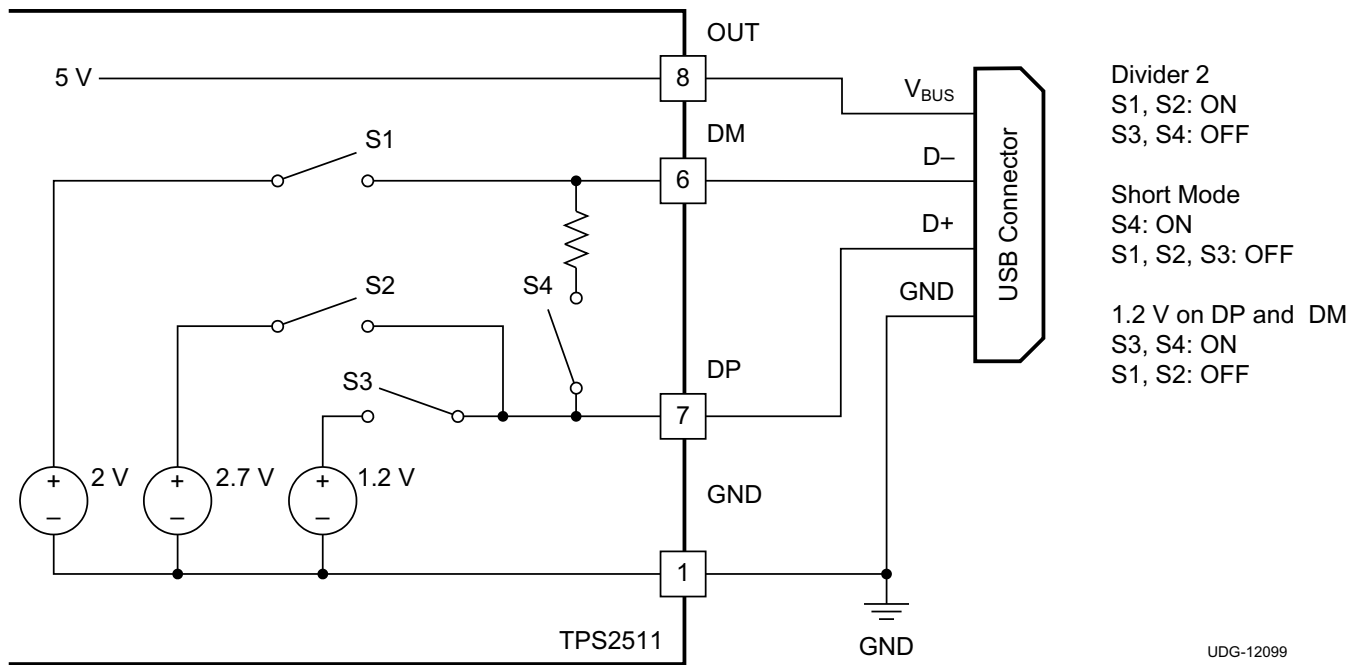 OUT
5 V
8
VBUS
DM
S1
6
D–
D+
S2
S4
GND
DP
S3
7
+
2 V
+
2.7 V
+
1.2 V
–
–
–
GND
1
TPS2511
GND
USB Connector
Divider 2
S1, S2: ON
S3, S4: OFF
Short Mode
S4: ON
S1, S2, S3: OFF
1.2 V on DP and DM
S3, S4: ON
S1, S2: OFF
UDG-12099